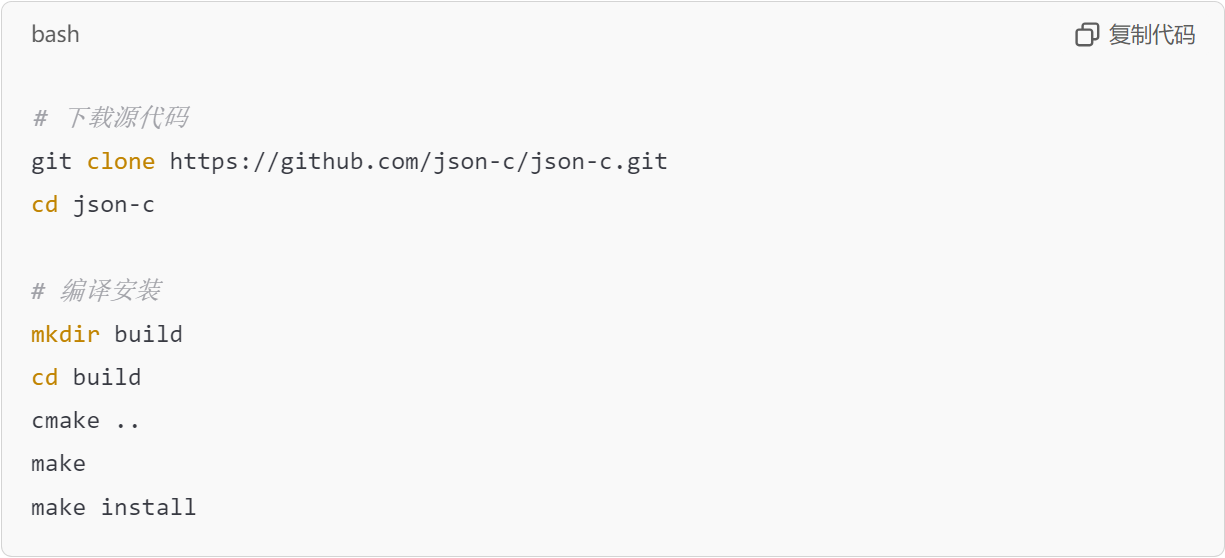 bash
复制代码
# 下载源代码
git clone https://github.com/json-c/json-c.git
cd json-c
# 编译安装
mkdir build
cd build
cmake ..
make
make install